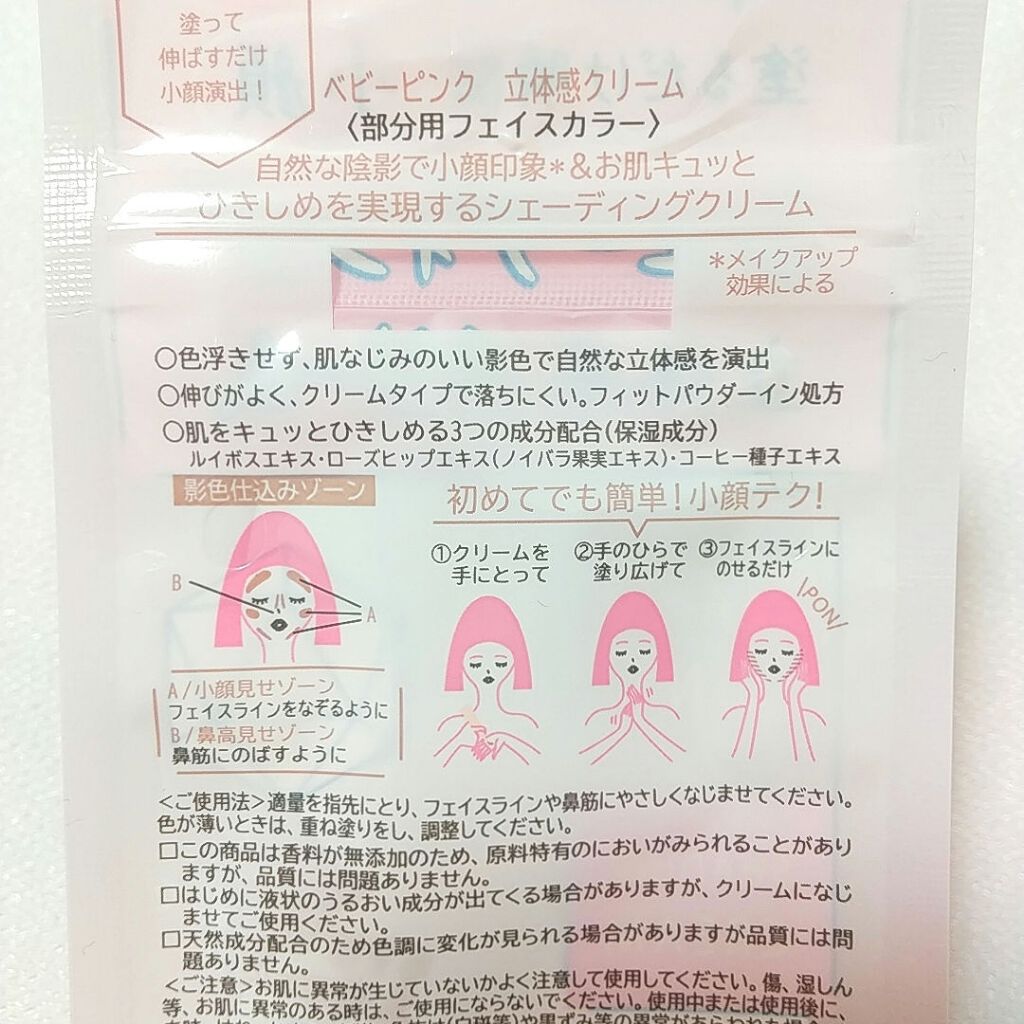 塗って
伸ばすだけ
小顔演出！
ベビーピンク 立体感クリーム
〈部分用フェイスカラー〉
自然な陰影で小顔印象＊＆お肌キュッと
ひきしめを実現するシェーディングクリーム
＊メイクアップ
効果による
○色浮きせず、肌なじみのいい影色で自然な立体感を演出
○伸びがよく、クリームタイプで落ちにくい。フィットパウダーイン処方
○肌をキュッとひきしめる3つの成分配合(保湿成分)
ルイボスエキス・ローズヒップエキス(ノイバラ果実エキス)・コーヒー種子エキス
影色仕込みゾーン
B
A
A/小顔見せゾーン
フェイスラインをなぞるように
B/鼻高見せゾーン
鼻筋にのばすように
初めてでも簡単！小顔テク！
①クリームを
手にとって
②手のひらで
塗り広げて
③フェイスラインに
のせるだけ
\PON/
＜ご使用法＞適量を指先にとり、フェイスラインや鼻筋にやさしくなじませてください。
色が薄いときは、重ね塗りをし、調整してください。
□この商品は香料が無添加のため、原料特有のにおいがみられることがあり
ますが、品質には問題ありません。
□はじめに液状のうるおい成分が出てくる場合がありますが、クリームになじ
ませてご使用ください。
□天然成分配合のため色調に変化が見られる場合がありますが品質には問
題ありません。
＜ご注意＞お肌に異常が生じていないかよく注意して使用してください。傷、湿しん
等、お肌に異常のある時は、ご使用にならないでください。使用中または使用後に、
(白斑等)や黒ずみ等の異常があらわれた場合